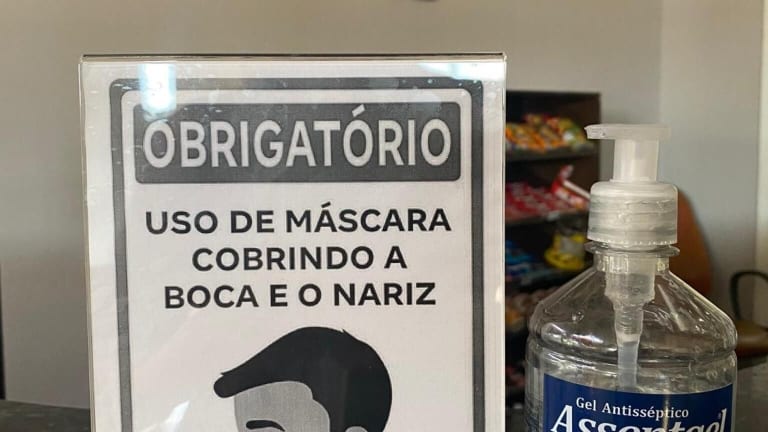 OBRIGATÓRIO
USO DE MÁSCARA
COBRINDO A
BOCA E O NARIZ
Gel Antisséptico